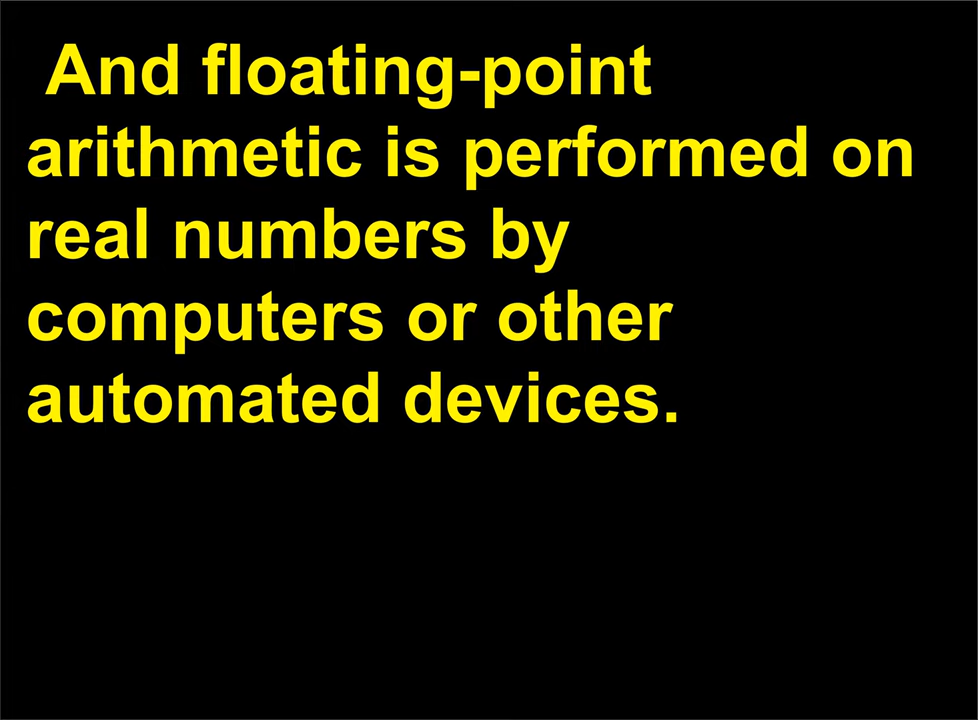 And floating-point
arithmetic is performed on
real numbers by
computers or other
automated devices.